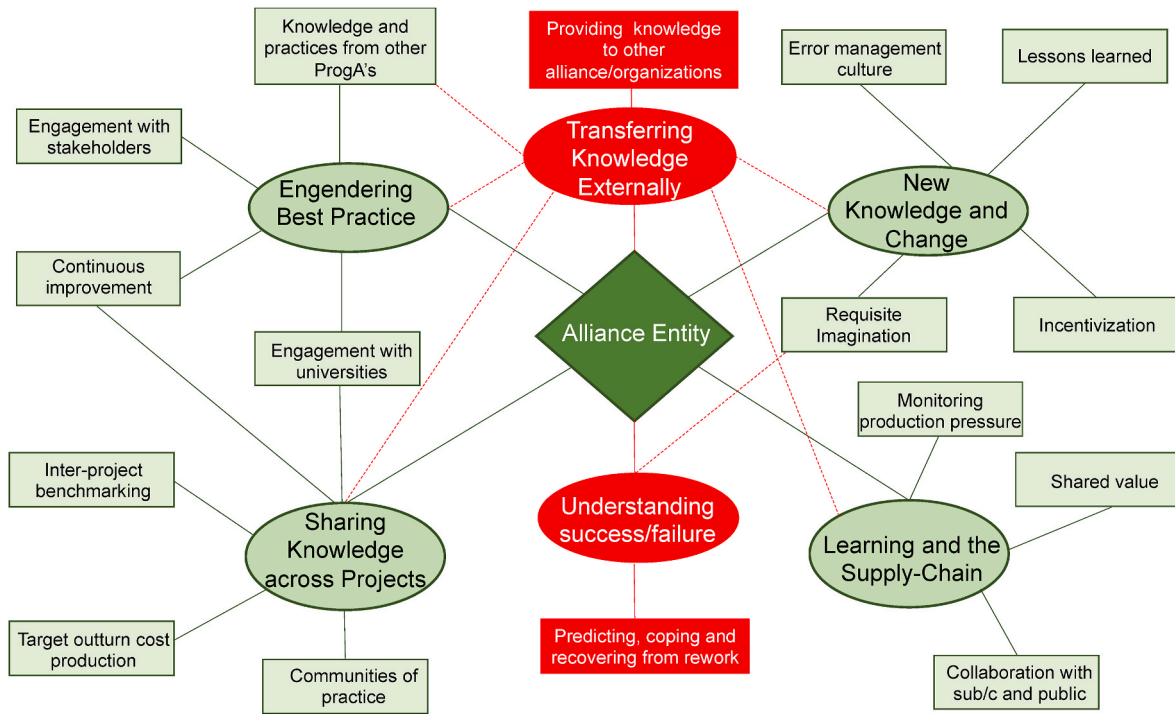 Knowledge and
practices from other
ProgA's
Providing knowledge
to other
alliance/organizations
Error management
culture
Lessons learned
Engagement with
stakeholders
Transferring
Knowledge
Externally
Engendering
Best Practice
New
Knowledge and
Change
Continuous
improvement
Alliance Entity
Requisite
Imagination
Incentivization
Engagement with
universities
Monitoring
production pressure
Inter-project
benchmarking
Shared value
Sharing
Knowledge
across Projects
Understanding
success/failure
Learning and the
Supply-Chain
Target outturn cost
production
Communities of
practice
Predicting, coping and
recovering from rework
Collaboration with
sub/c and public